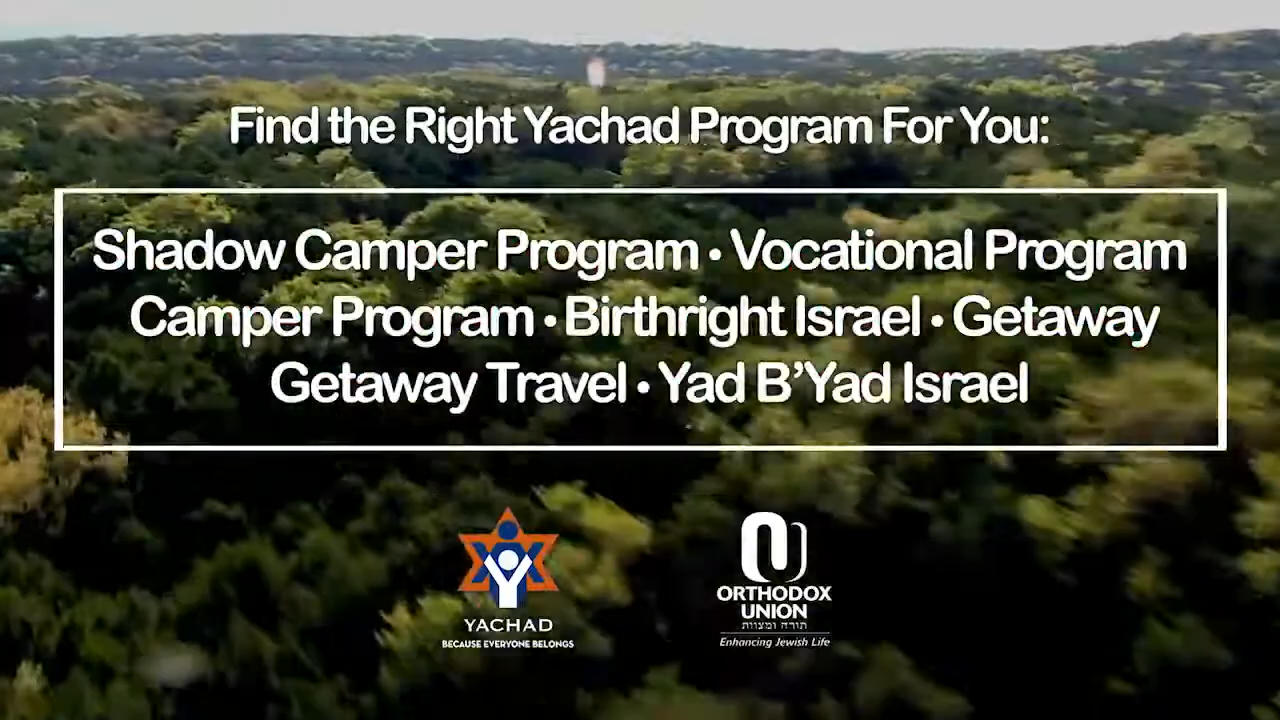 Find the Right Yachad Program For You:
Shadow Camper Program • Vocational Program
Camper Program • Birthright Israel • Getaway
Getaway Travel • Yad B’Yad Israel
YACHAD
BECAUSE EVERYONE BELONGS
ORTHODOX
UNION
תורה ומצוות
Enhancing Jewish Life